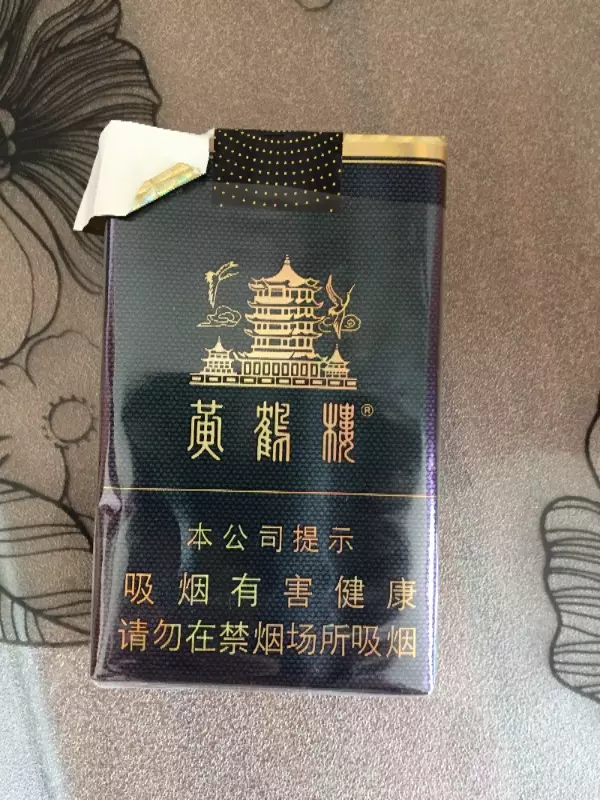 黄鹤楼®
本公司提示
吸烟有害健康
请勿在禁烟场所吸烟